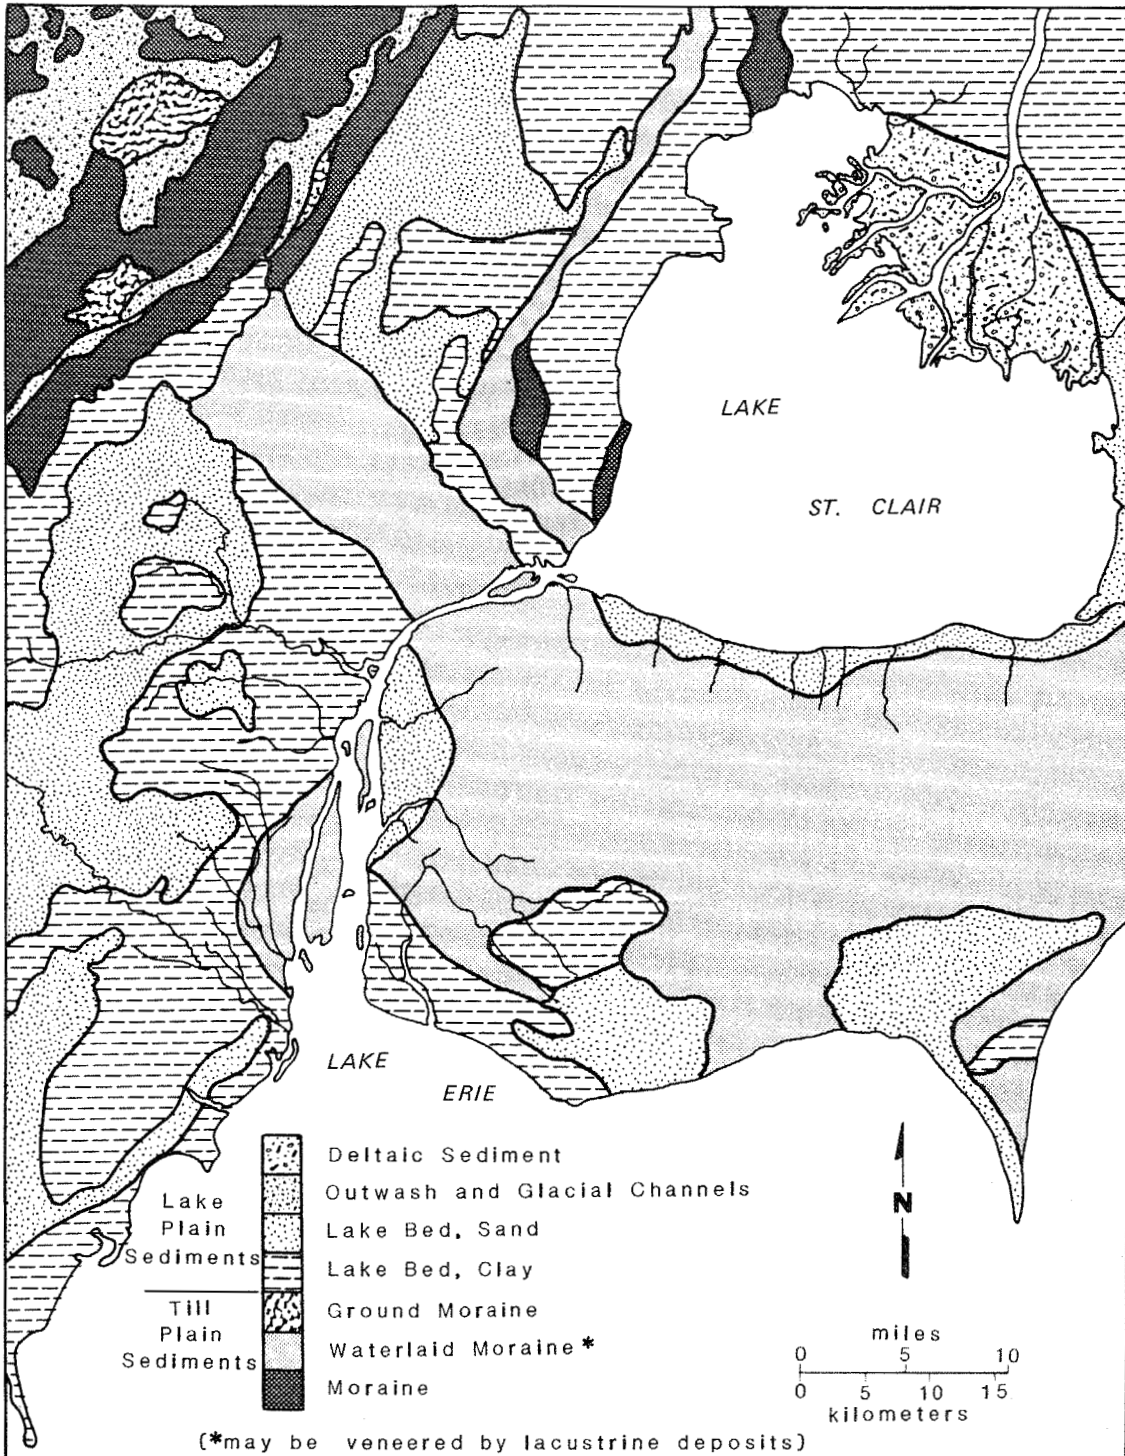 LAKE
ST. CLAIR
LAKE
ERIE
Deltaic Sediment
Outwash and Glacial Channels
Lake Bed, Sand
Lake Bed, Clay
Ground Moraine
Waterlaid Moraine*
Moraine
Lake
Plain
Sediments
Till
Plain
Sediments
(*may be veneered by lacustrine deposits)
N
miles
0 5 10
0 5 10 15
kilometers